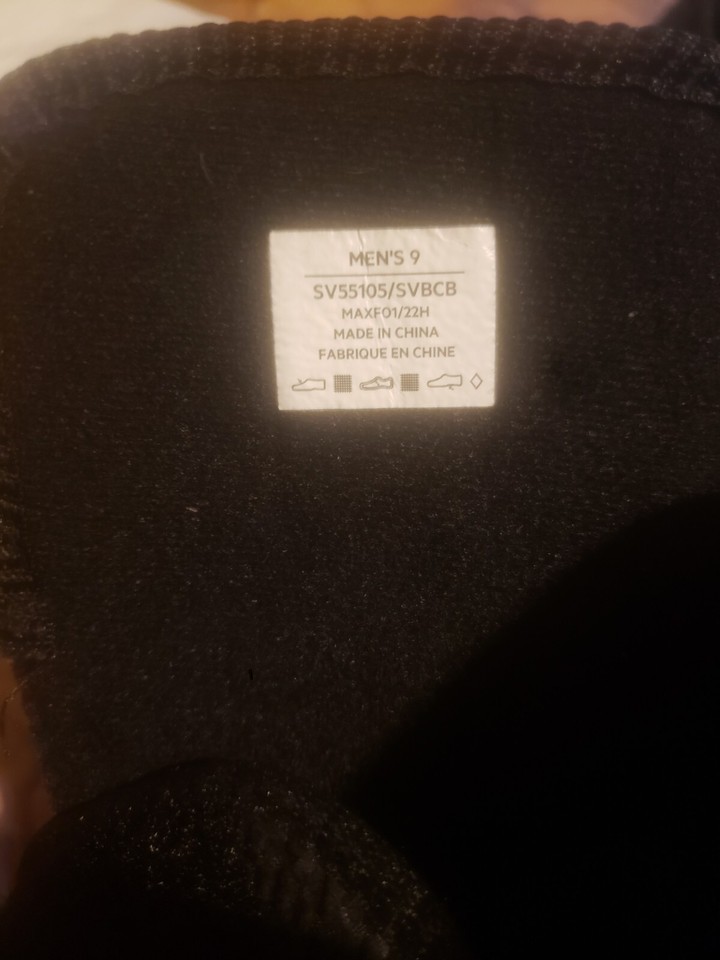 MEN'S 9
SV55105/SVBCB
MAXF01/22H
MADE IN CHINA
FABRIQUE EN CHINE